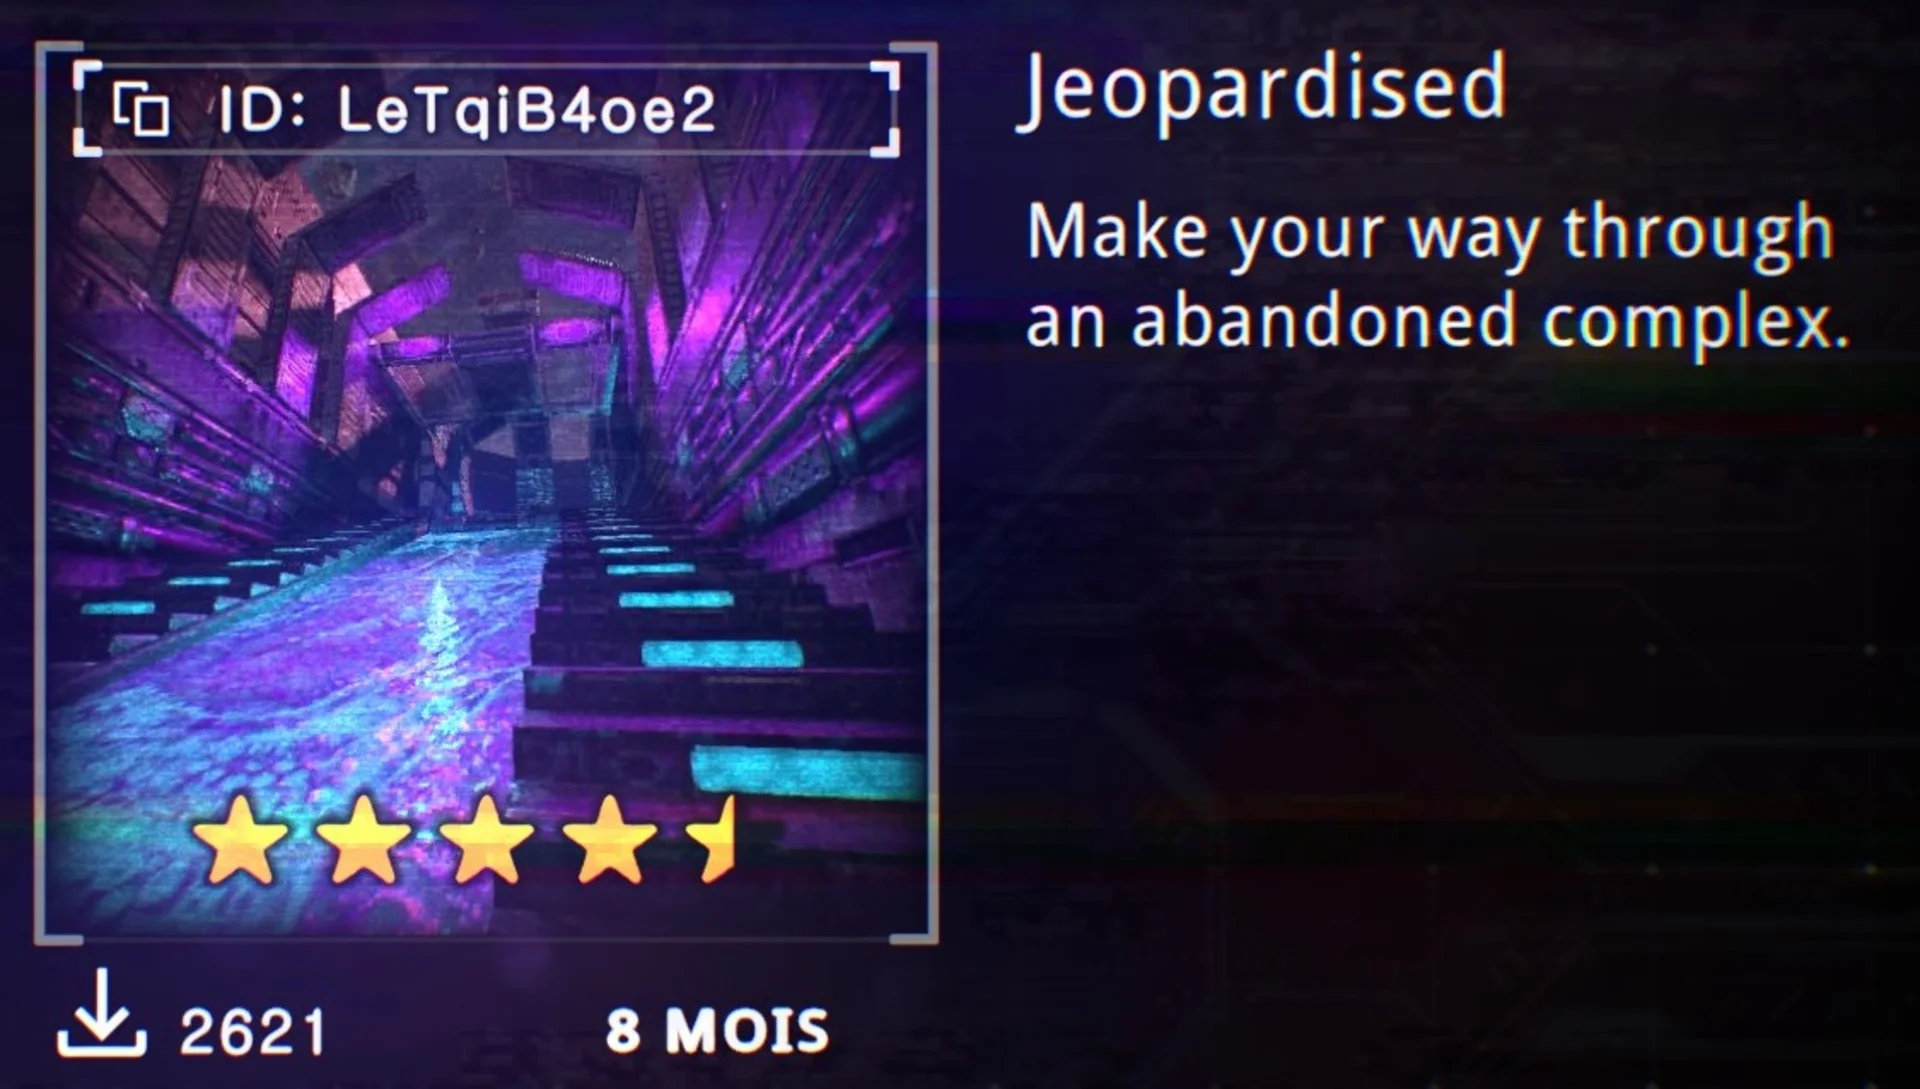 ID: LeTqiB4oe2
Jeopardised
Make your way through
an abandoned complex.
2621
8 MOIS